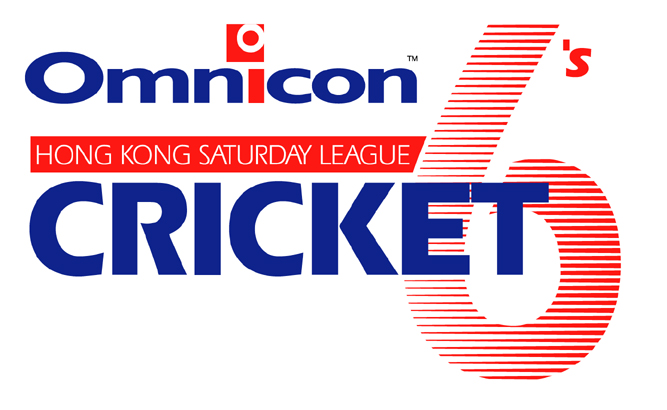 Omnicon™
HONG KONG SATURDAY LEAGUE
CRICKET 6's